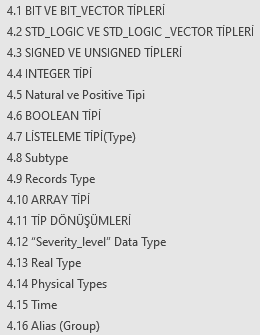 4.1 BIT VE BIT_VECTOR TİPLERİ
4.2 STD_LOGIC VE STD_LOGIC _VECTOR TİPLERİ
4.3 SIGNED VE UNSIGNED TİPLERİ
4.4 INTEGER TİPİ
4.5 Natural ve Positive Tipi
4.6 BOOLEAN TİPİ
4.7 LİSTELEME TİPİ(Type)
4.8 Subtype
4.9 Records Type
4.10 ARRAY TİPİ
4.11 TİP DÖNÜŞÜMLERİ
4.12 “Severity_level” Data Type
4.13 Real Type
4.14 Physical Types
4.15 Time
4.16 Alias (Group)